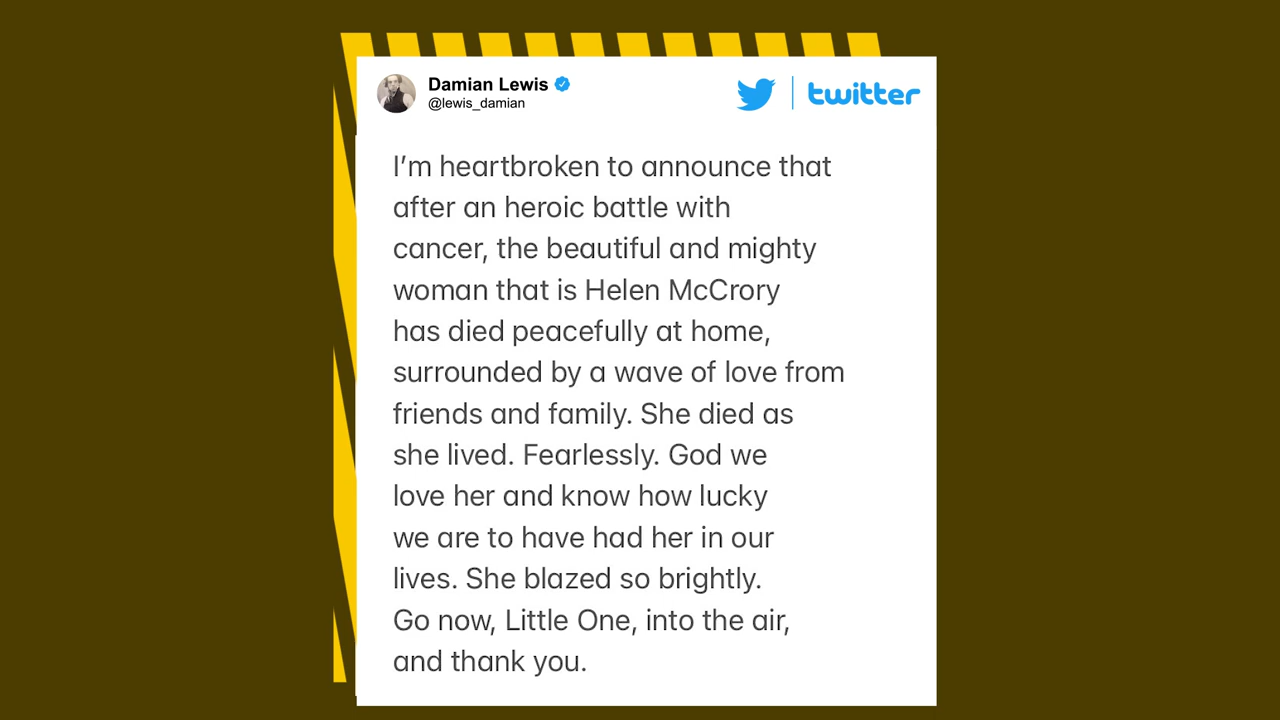 Damian Lewis
@lewis_damian
twitter
I’m heartbroken to announce that
after an heroic battle with
cancer, the beautiful and mighty
woman that is Helen McCrory
has died peacefully at home,
surrounded by a wave of love from
friends and family. She died as
she lived. Fearlessly. God we
love her and know how lucky
we are to have had her in our
lives. She blazed so brightly.
Go now, Little One, into the air,
and thank you.